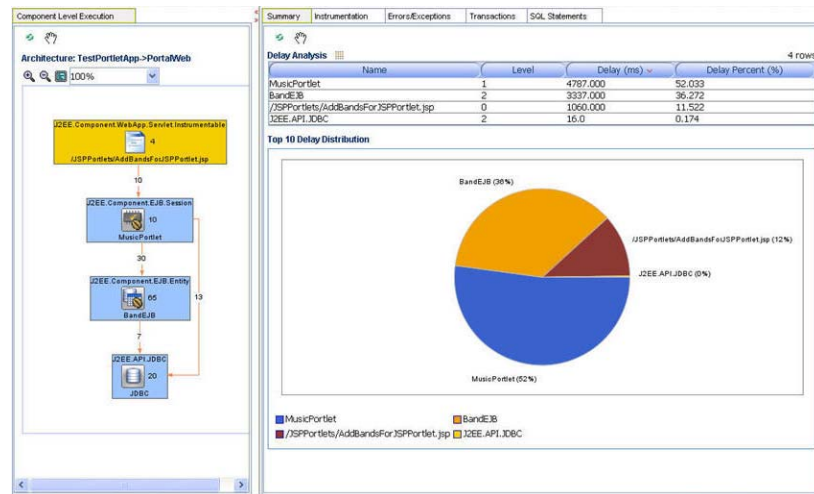 Component Level Execution
Architecture: TestPortletApp->PortalWeb
100%
J2EE.Component.WebApp.Servlet.Instrumentable
4
/JSPPortlets/AddBandsForJSPPortlet.jsp
10
J2EE.Component.EJB.Session
10
MusicPortlet
30
J2EE.Component.EJB.Entity
65
13
BandEJB
7
J2EE.API.JDBC
20
JDBC
Summary Instrumentation Errors/Exceptions Transactions SQL Statements
Delay Analysis 4 rows
Name Level Delay (ms) Delay Percent (%)
MusicPortlet 1 4787.000 52.033
BandEJB 2 3337.000 36.272
/JSPPortlets/AddBandsForJSPPortlet.jsp 0 1060.000 11.522
J2EE.API.JDBC 2 16.0 0.174
Top 10 Delay Distribution
BandEJB (36%)
/JSPPortlets/AddBandsForJSPPortlet.jsp (12%)
J2EE.API.JDBC (0%)
MusicPortlet (52%)
MusicPortlet BandEJB
/JSPPortlets/AddBandsForJSPPortlet.jsp J2EE.API.JDBC